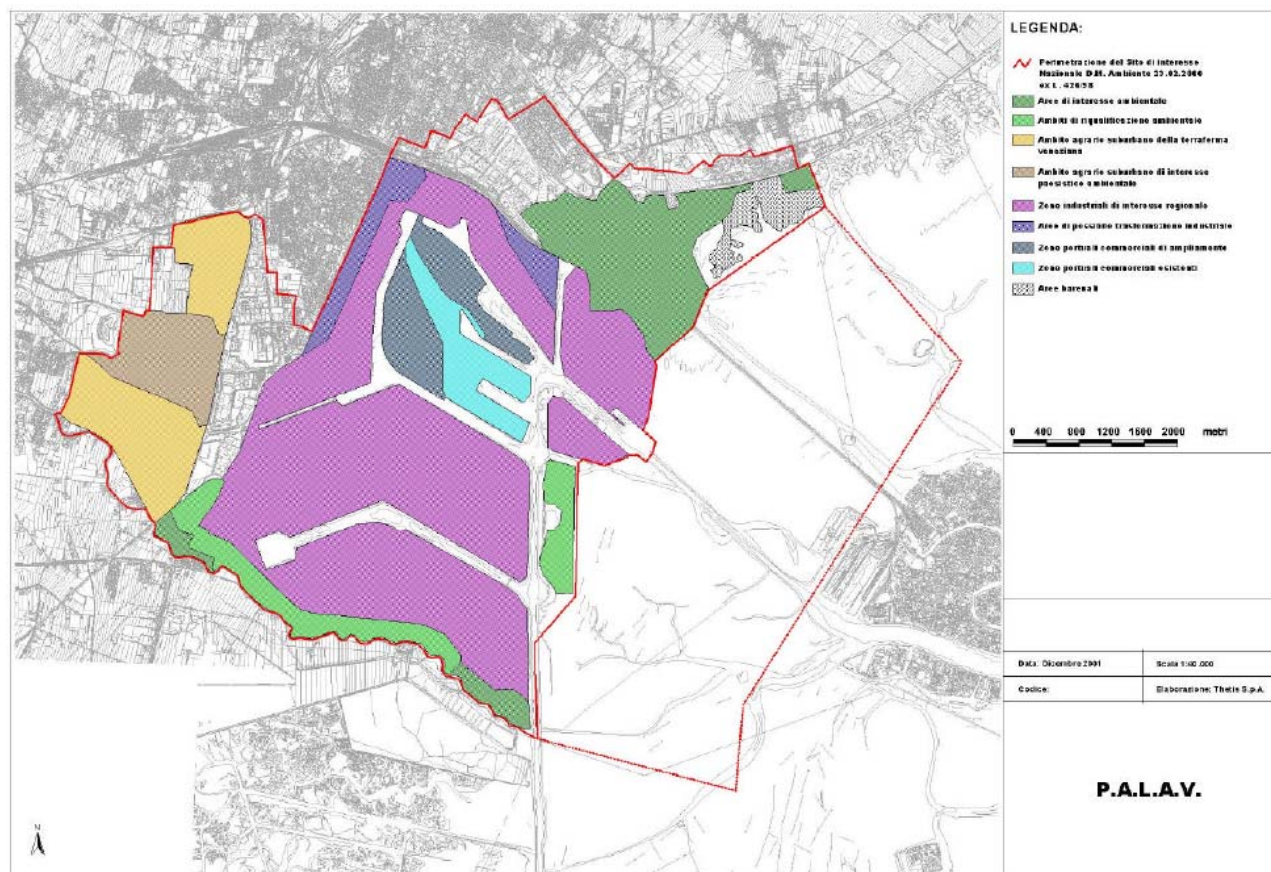 LEGENDA:
Perimetrazione del Sito di interesse
Nazionale D.M. Ambiente 23.02.2000
ex L. 426/98
Aree di interesse ambientale
Ambiti di riqualificazione ambientale
Ambito agrario suburbano della terraferma
veneziana
Ambito agrario suburbano di interesse
paesistico ambientale
Zone industriali di interesse regionale
Aree di possibile trasformazione industriale
Zone portuali commerciali di ampliamento
Zone portuali commerciali esistenti
Aree barenali
0 400 800 1200 1600 2000 metri
Data: Dicembre 2001
Scala 1:60.000
Codice:
Elaborazione: Thetis S.p.A.
P.A.L.A.V.
N